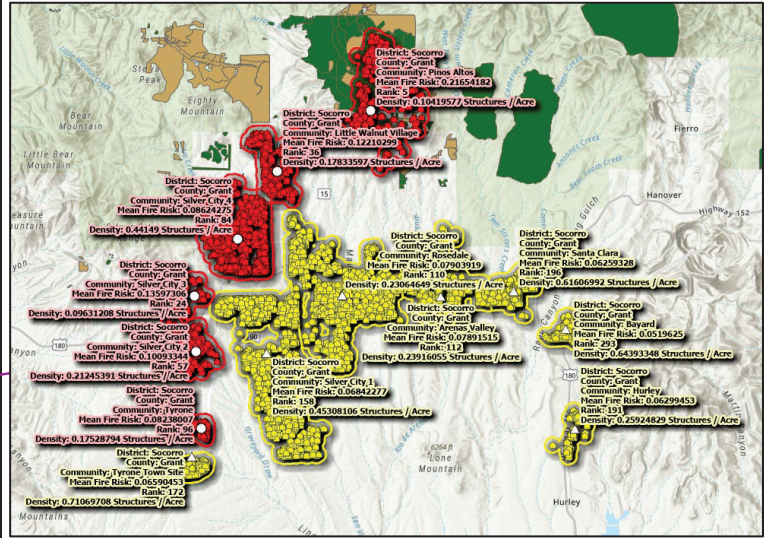 District: Socorro
County: Grant
Community: Pinos Altos
Mean Fire Risk: 0.21654182
Rank: 5
Density: 0.10419577 Structures / Acre
District: Socorro
County: Grant
Community: Little Walnut Village
Mean Fire Risk: 0.12210299
Rank: 36
Density: 0.17833597 Structures / Acre
District: Socorro
County: Grant
Community: Silver City 4
Mean Fire Risk: 0.08624275
Rank: 84
Density: 0.44149 Structures / Acre
District: Socorro
County: Grant
Community: Silver City 3
Mean Fire Risk: 0.13597306
Rank: 24
Density: 0.09631208 Structures / Acre
District: Socorro
County: Grant
Community: Silver City 2
Mean Fire Risk: 0.10093344
Rank: 57
Density: 0.21245391 Structures / Acre
District: Socorro
County: Grant
Community: Tyrone
Mean Fire Risk: 0.08238007
Rank: 96
Density: 0.17528794 Structures / Acre
District: Socorro
County: Grant
Community: Tyrone Town Site
Mean Fire Risk: 0.06590453
Rank: 172
Density: 0.71069708 Structures / Acre
District: Socorro
County: Grant
Community: Silver City 1
Mean Fire Risk: 0.06842277
Rank: 158
Density: 0.45308106 Structures / Acre
District: Socorro
County: Grant
Community: Rosedale
Mean Fire Risk: 0.07903919
Rank: 110
Density: 0.23064649 Structures / Acre
District: Socorro
County: Grant
Community: Arenas Valley
Mean Fire Risk: 0.07891515
Rank: 112
Density: 0.23916055 Structures / Acre
District: Socorro
County: Grant
Community: Santa Clara
Mean Fire Risk: 0.06259328
Rank: 196
Density: 0.61606992 Structures / Acre
District: Socorro
County: Grant
Community: Bayard
Mean Fire Risk: 0.0519625
Rank: 293
Density: 0.64393348 Structures / Acre
District: Socorro
County: Grant
Community: Hurley
Mean Fire Risk: 0.06299453
Rank: 191
Density: 0.25924829 Structures / Acre
Little Walnut Creek
Peak
Eighty
Mountain
Bear
Mountain
Little Bear
Mountain
15
Cameron Creek
Fierro
Hanover
Highway 152
Gulch
180
90
180
6264 ft
Lone
Mountain
Graveyard Draw
Hurley
Mountains